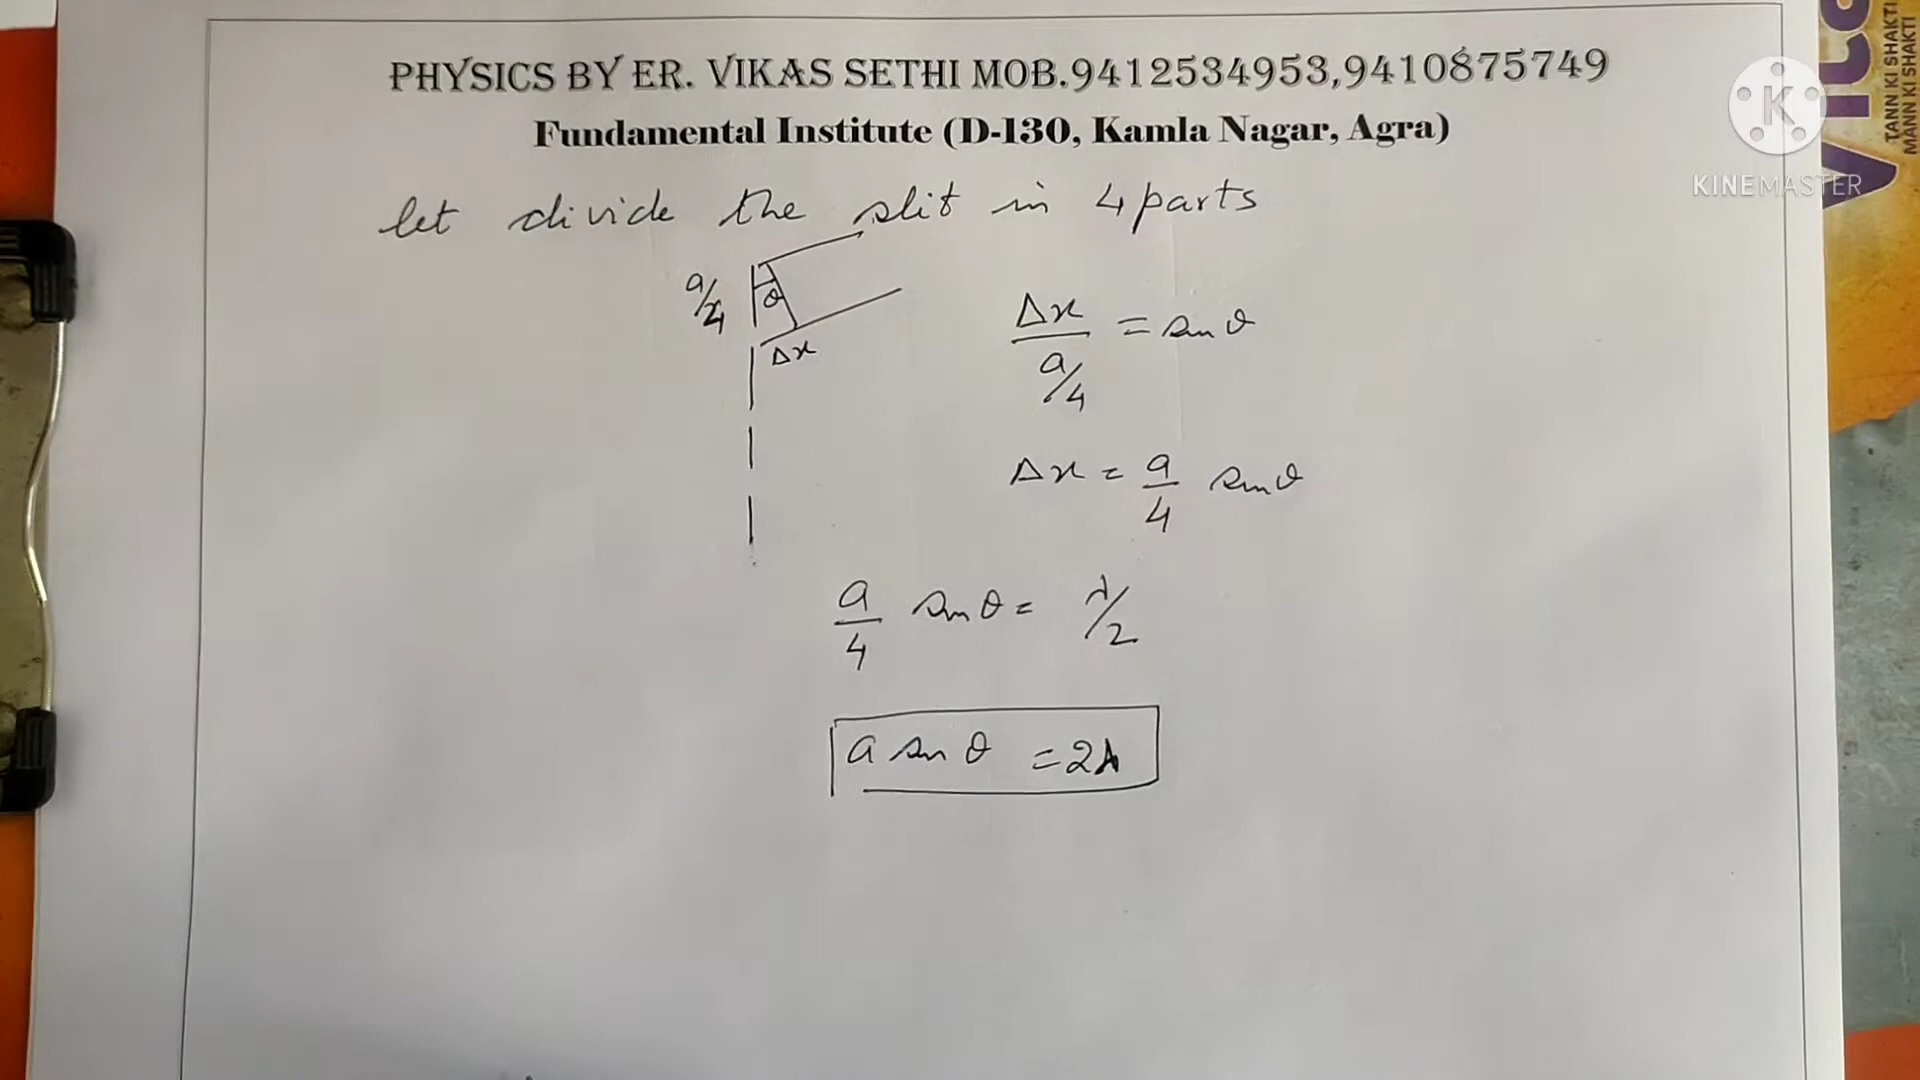 PHYSICS BY ER. VIKAS SETHI MOB.9412534953,9410875749
Fundamental Institute (D-130, Kamla Nagar, Agra)
let divide the slit in 4 parts
a/4
θ
Δx
Δx / a/4 = sin θ
Δx = a/4 sin θ
a/4 sin θ = λ/2
a sin θ = 2λ
K
KINEMASTER
TANN KI SHAKTI
MANN KI SHAKTI